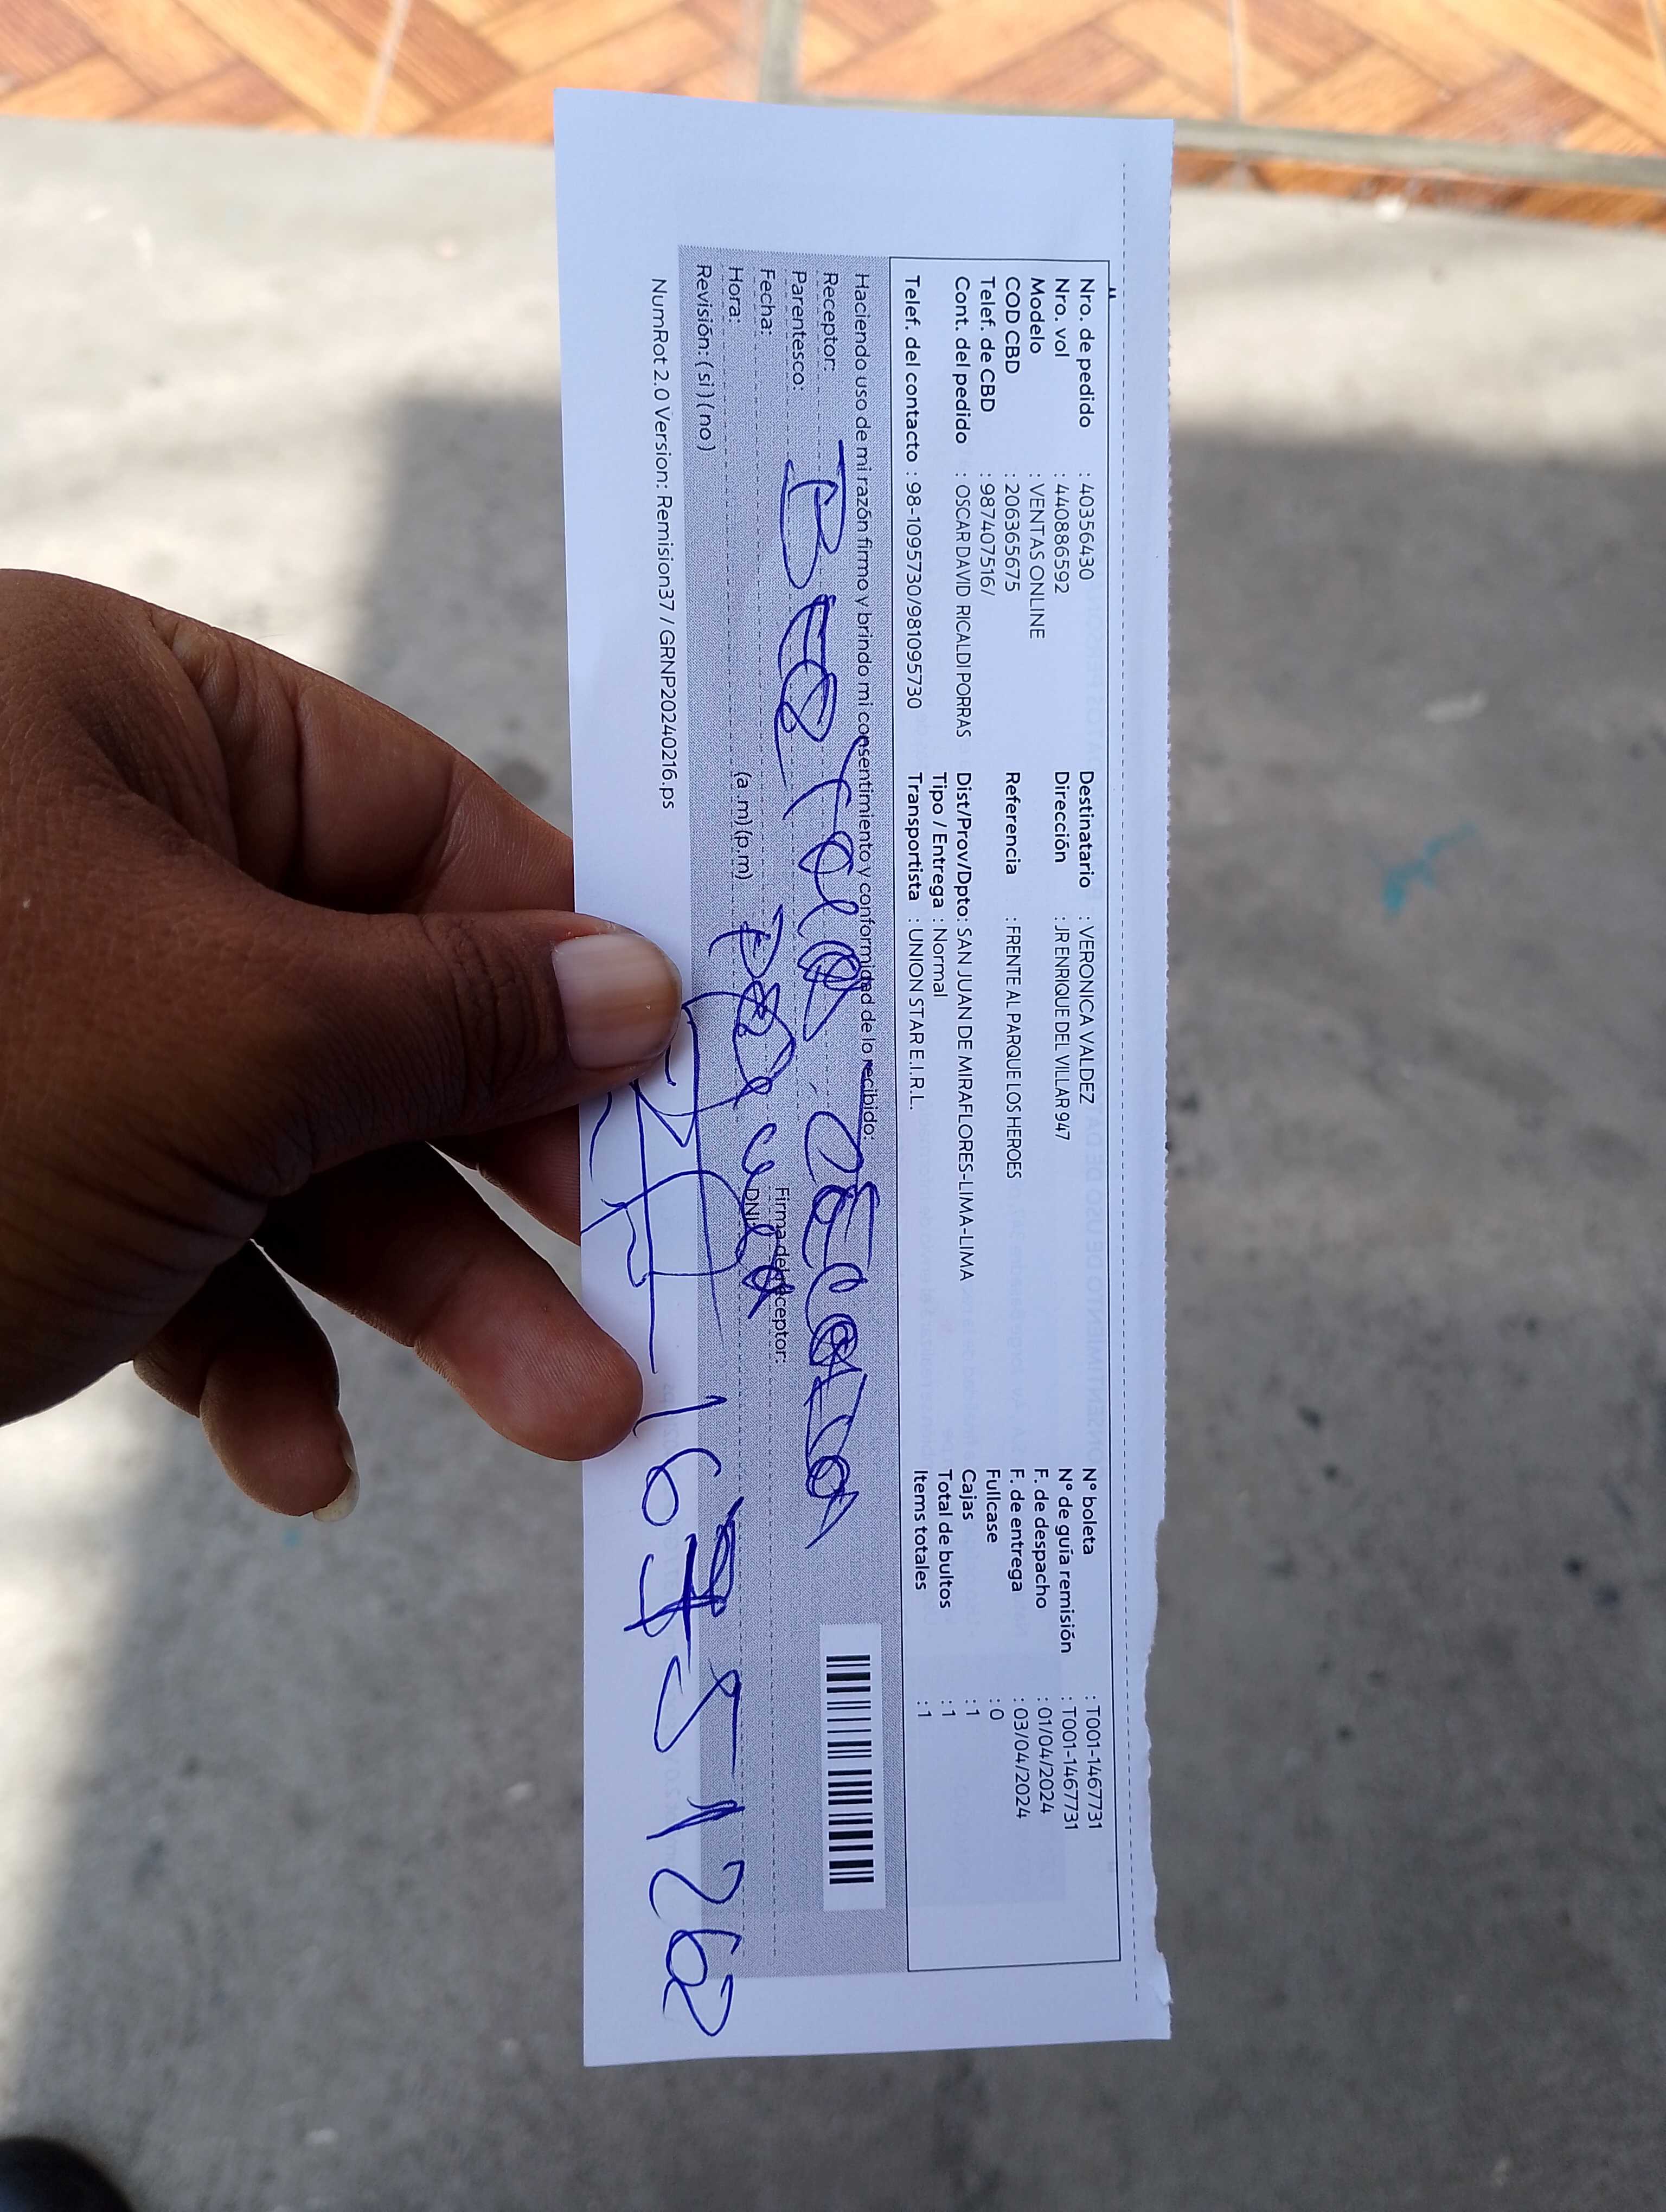 Nro. de pedido : 40356430
Nro. vol : 440886592
Modelo : VENTAS ONLINE
COD CBD : 206365675
Telef. de CBD : 987407516/
Cont. del pedido : OSCAR DAVID RICALDI PORRAS
Telef. del contacto : 98-1095730/981095730
Destinatario : VERONICA VALDEZ
Dirección : JR ENRIQUE DEL VILLAR 947
Referencia : FRENTE AL PARQUE LOS HEROES
Dist/Prov/Dpto: SAN JUAN DE MIRAFLORES-LIMA-LIMA
Tipo / Entrega : Normal
Transportista : UNION STAR E.I.R.L.
N° boleta : T001-1467731
N° de guía remisión : T001-1467731
F. de despacho : 01/04/2024
F. de entrega : 03/04/2024
Fullcase : 0
Cajas : 1
Total de bultos : 1
Items totales : 1
Haciendo uso de mi razón firmo y brindo mi consentimiento y conformidad de lo recibido:
Receptor:
Parentesco:
Fecha:
Hora: (a.m) (p.m)
Revisión: (si) (no)
Firma del receptor:
DNI
NumRot 2.0 Version: Remision37 / GRNP20240216.ps